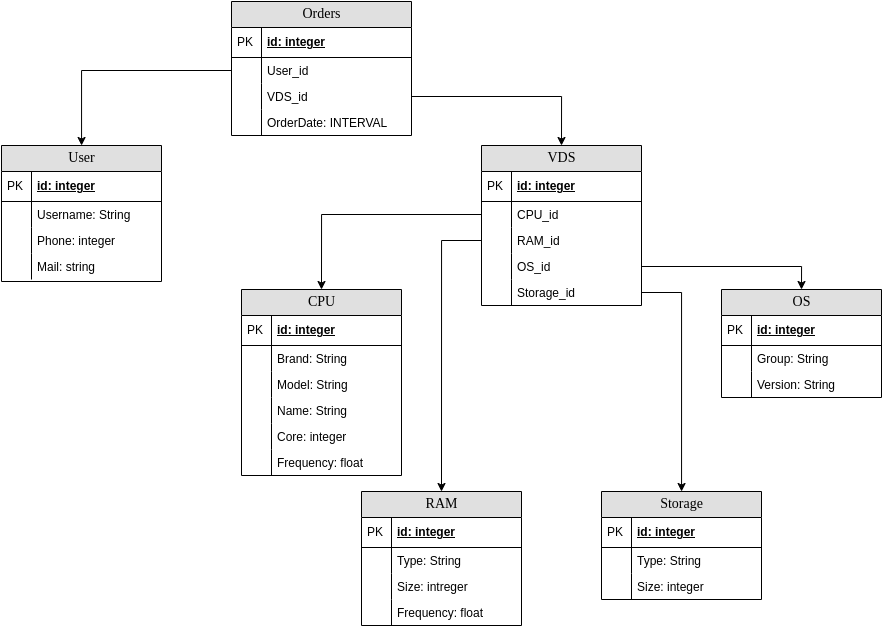 Orders
PK id: integer
User_id
VDS_id
OrderDate: INTERVAL
User
PK id: integer
Username: String
Phone: integer
Mail: string
VDS
PK id: integer
CPU_id
RAM_id
OS_id
Storage_id
CPU
PK id: integer
Brand: String
Model: String
Name: String
Core: integer
Frequency: float
OS
PK id: integer
Group: String
Version: String
RAM
PK id: integer
Type: String
Size: intreger
Frequency: float
Storage
PK id: integer
Type: String
Size: integer